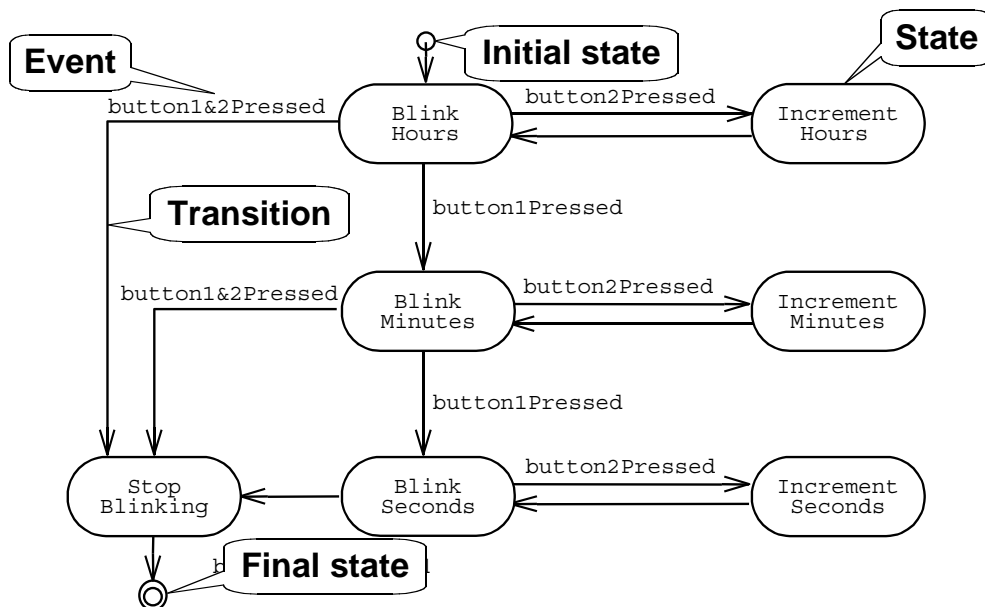 Initial state
State
Event
button1&2Pressed
Blink
Hours
button2Pressed
Increment
Hours
Transition
button1Pressed
button1&2Pressed
Blink
Minutes
button2Pressed
Increment
Minutes
button1Pressed
Stop
Blinking
Blink
Seconds
button2Pressed
Increment
Seconds
Final state